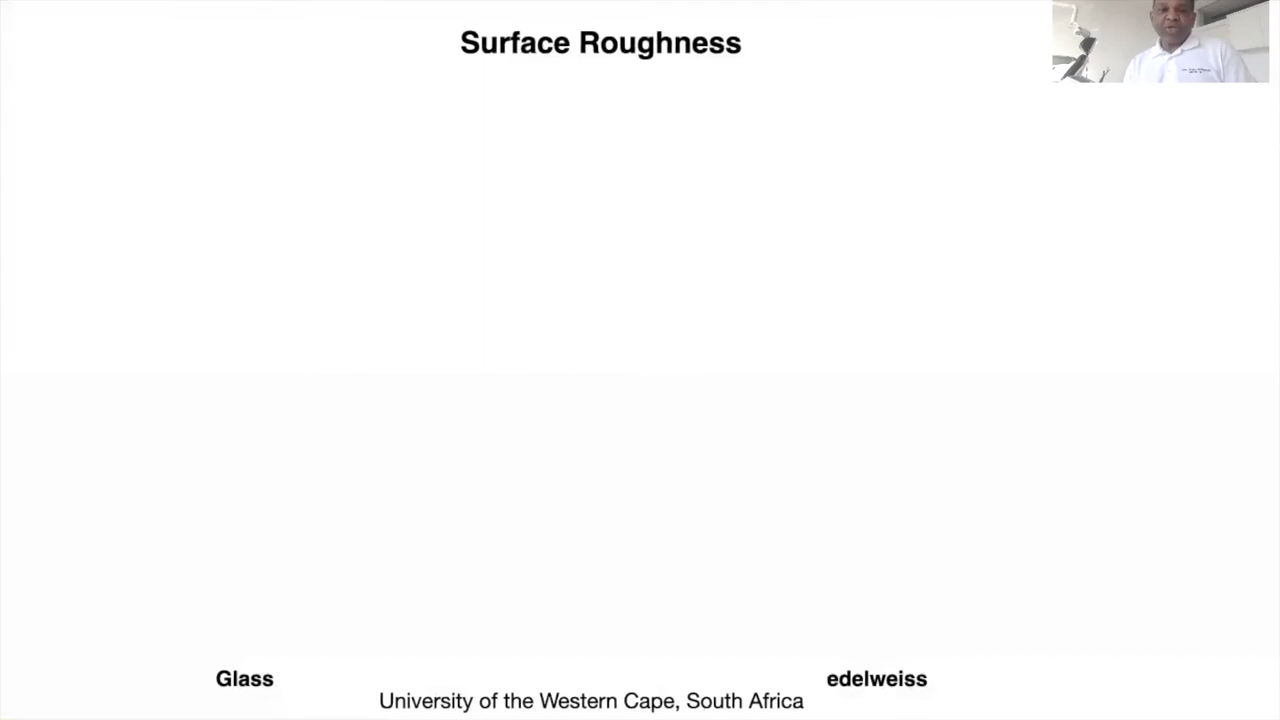 Surface Roughness
Glass
edelweiss
University of the Western Cape, South Africa